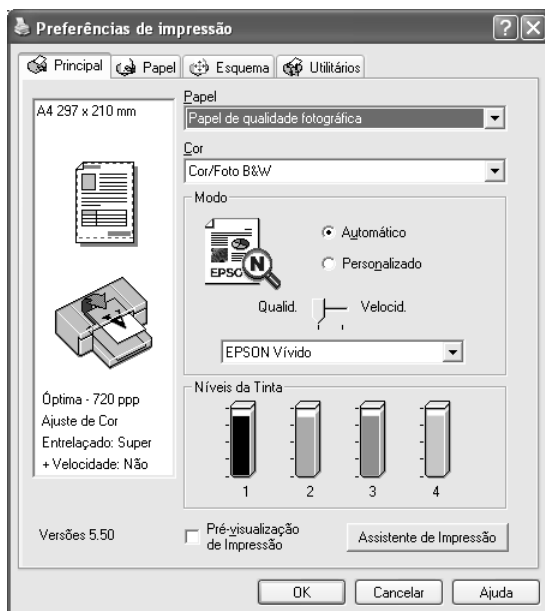 Preferências de impressão
Principal
Papel
Esquema
Utilitários
A4 297 x 210 mm
Papel
Papel de qualidade fotográfica
Cor
Cor/Foto B&W
Modo
EPSC
N
Automático
Personalizado
Qualid.
Velocid.
EPSON Vívido
Óptima - 720 ppp
Ajuste de Cor
Entrelaçado: Super
+ Velocidade: Não
Níveis da Tinta
1 2 3 4
Versões 5.50
Pré-visualização
de Impressão
Assistente de Impressão
OK
Cancelar
Ajuda